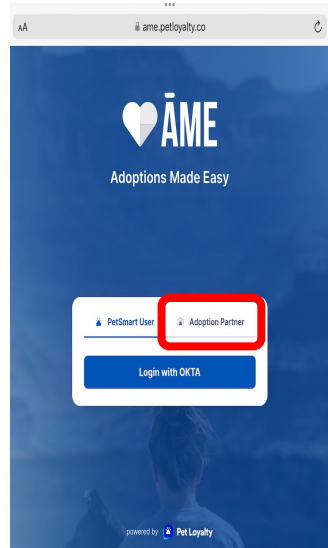 AA ame.petloyalty.co
ĀME
Adoptions Made Easy
PetSmart User Adoption Partner
Login with OKTA
powered by Pet Loyalty